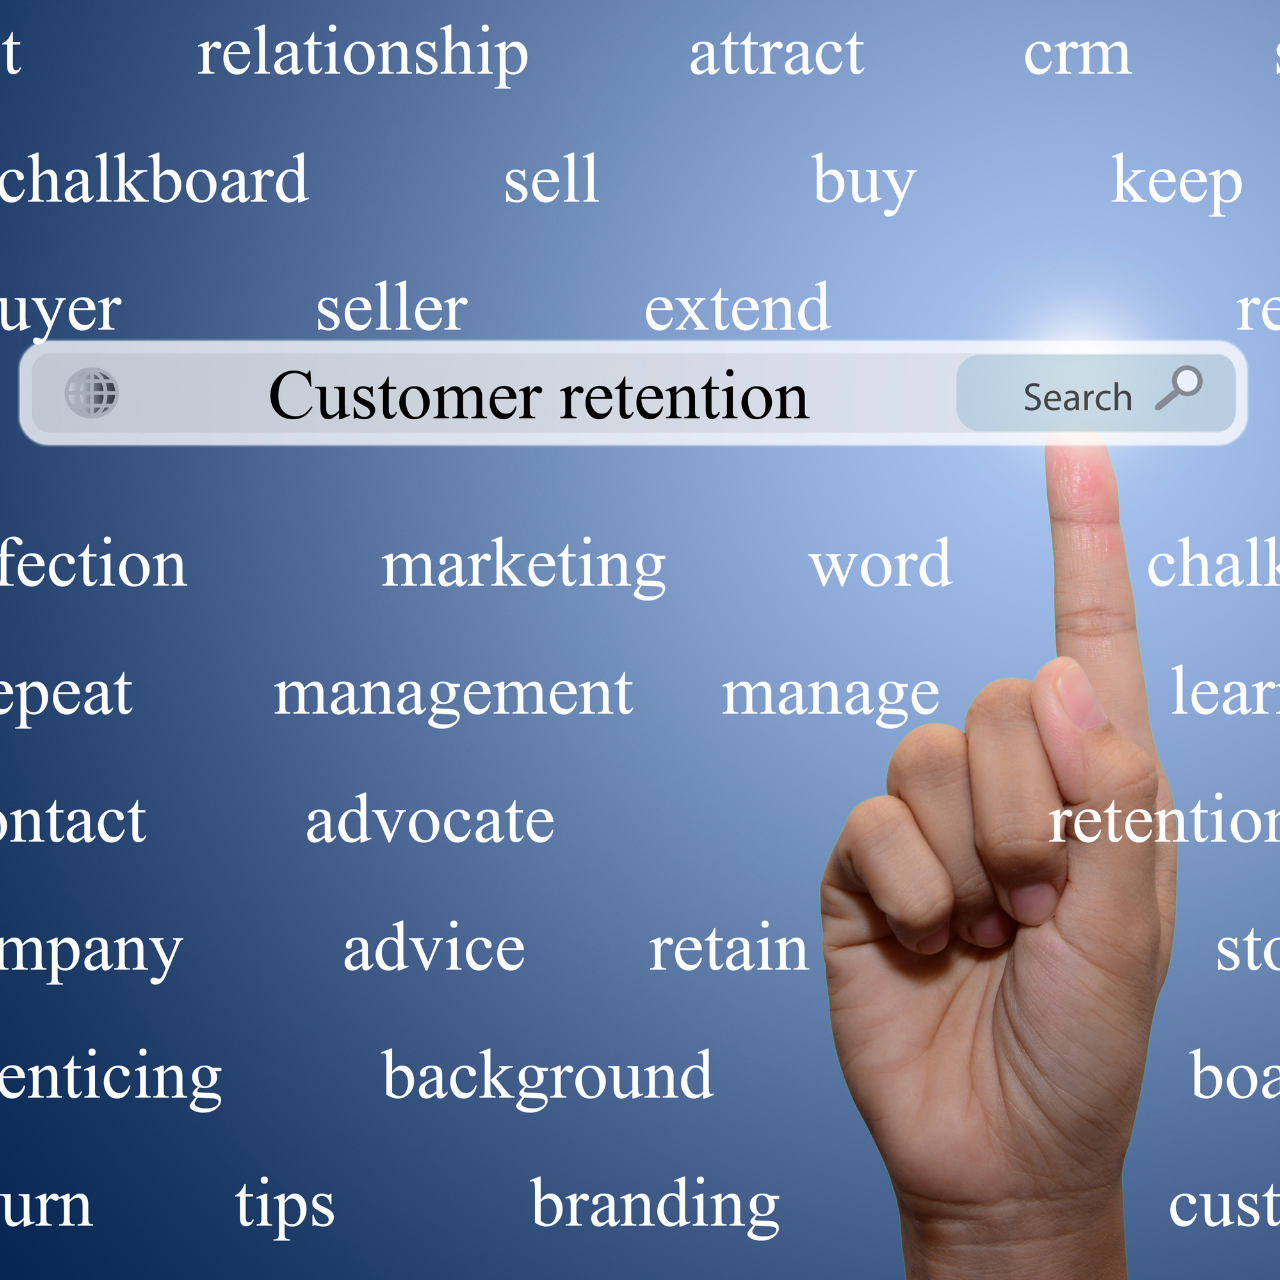 t relationship attract crm s
chalkboard sell buy keep
uyer seller extend re
Customer retention Search
fection marketing word chalk
epeat management manage lear
ontact advocate retention
mpany advice retain sto
enticing background boa
urn tips branding cust